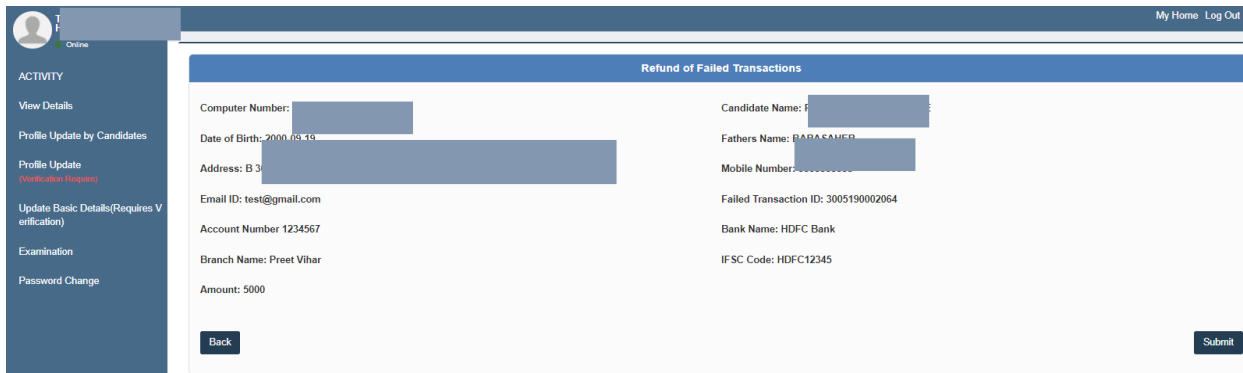 My Home Log Out
Online
ACTIVITY
View Details
Profile Update by Candidates
Profile Update
(Verification Require)
Update Basic Details(Requires V
erification)
Examination
Password Change
Refund of Failed Transactions
Computer Number:
Candidate Name:
Date of Birth: 2000-09-19
Fathers Name:
Address: B
Mobile Number:
Email ID: test@gmail.com
Failed Transaction ID: 3005190002064
Account Number 1234567
Bank Name: HDFC Bank
Branch Name: Preet Vihar
IFSC Code: HDFC12345
Amount: 5000
Back
Submit